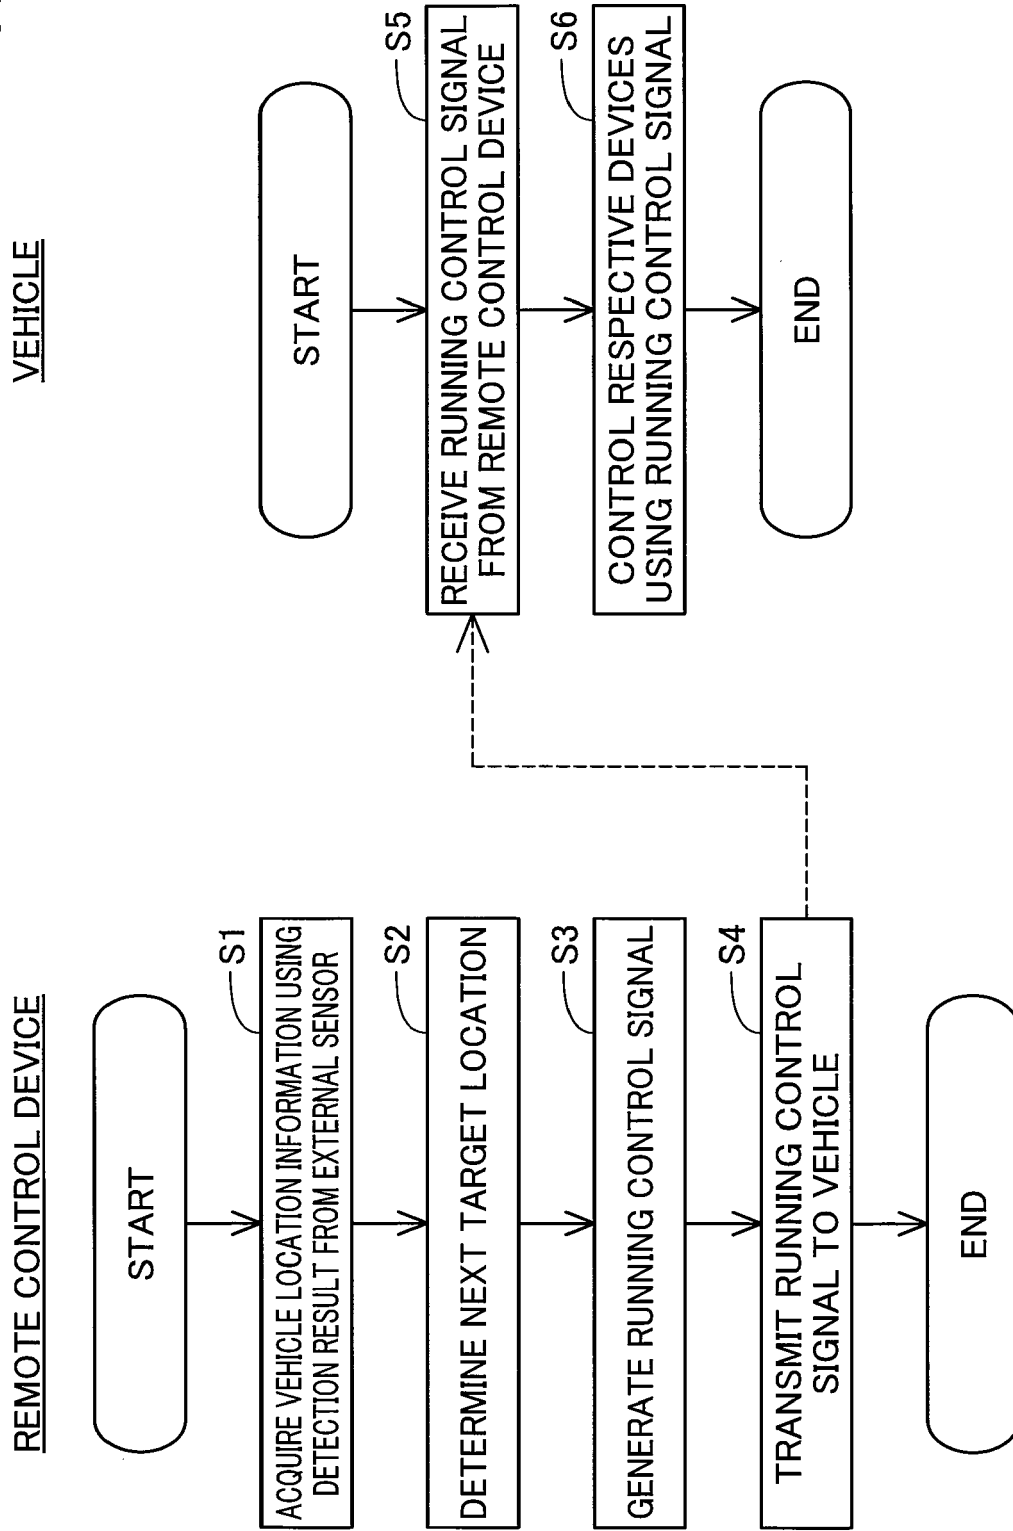 REMOTE CONTROL DEVICE
START
S1
ACQUIRE VEHICLE LOCATION INFORMATION USING
DETECTION RESULT FROM EXTERNAL SENSOR
S2
DETERMINE NEXT TARGET LOCATION
S3
GENERATE RUNNING CONTROL SIGNAL
S4
TRANSMIT RUNNING CONTROL
SIGNAL TO VEHICLE
END
VEHICLE
START
S5
RECEIVE RUNNING CONTROL SIGNAL
FROM REMOTE CONTROL DEVICE
S6
CONTROL RESPECTIVE DEVICES
USING RUNNING CONTROL SIGNAL
END